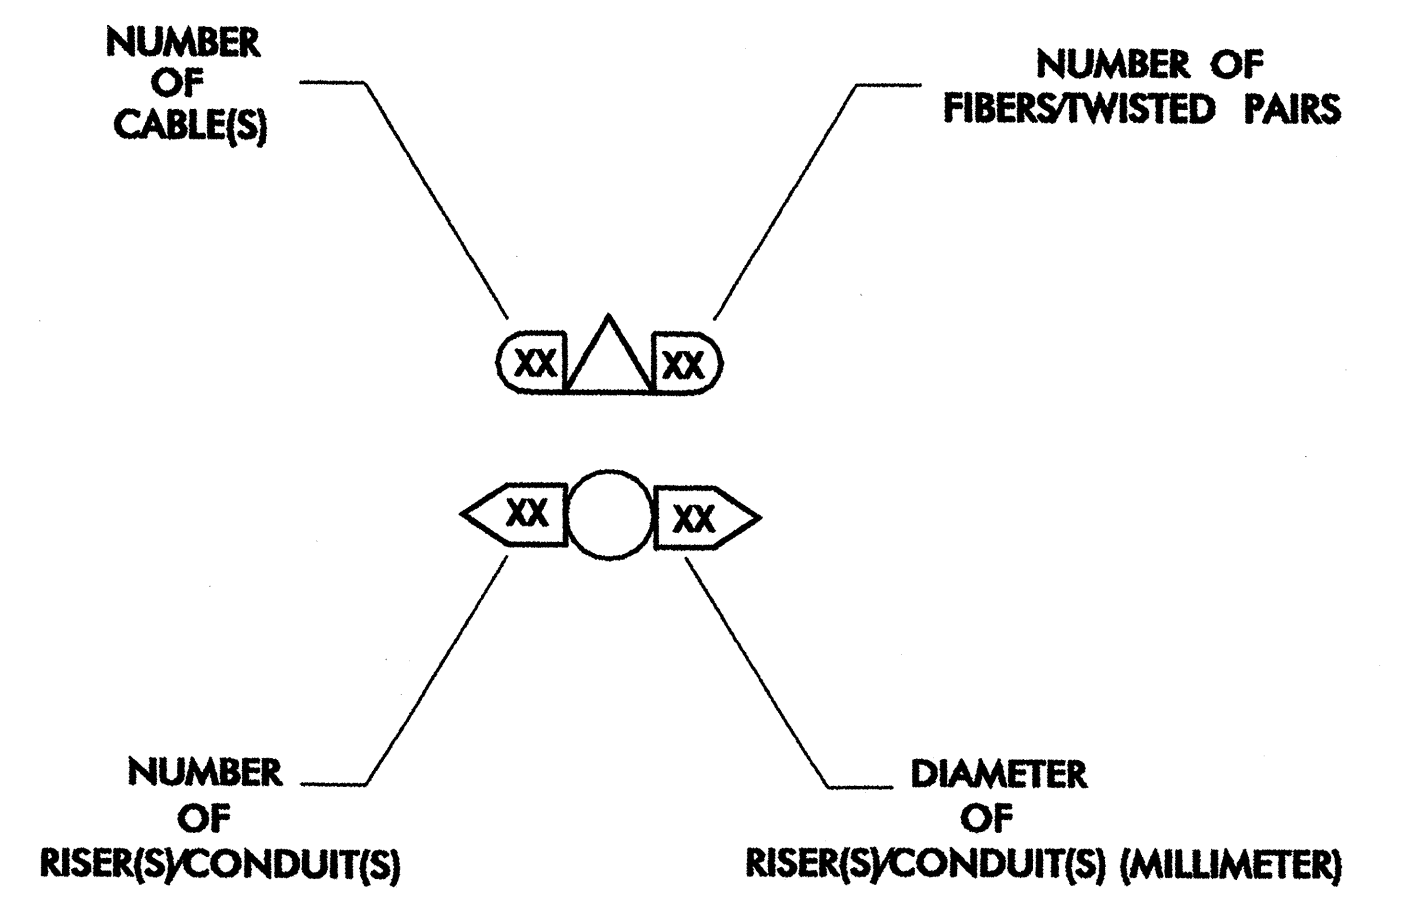 NUMBER
OF
CABLE(S)
NUMBER OF
FIBERS/TWISTED PAIRS
XX
XX
XX
XX
NUMBER
OF
RISER(S)/CONDUIT(S)
DIAMETER
OF
RISER(S)/CONDUIT(S) (MILLIMETER)